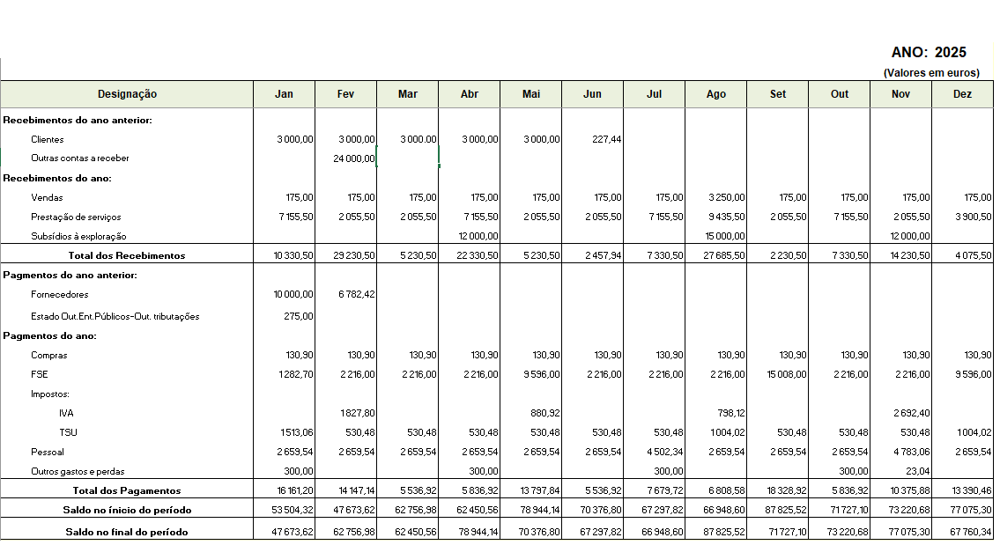 ANO: 2025
(Valores em euros)
Designação Jan Fev Mar Abr Mai Jun Jul Ago Set Out Nov Dez
Recebimentos do ano anterior:
Clientes 3 000,00 3 000,00 3 000,00 3 000,00 3 000,00 227,44
Outras contas a receber 24 000,00
Recebimentos do ano:
Vendas 175,00 175,00 175,00 175,00 175,00 175,00 175,00 3 250,00 175,00 175,00 175,00 175,00
Prestação de serviços 7 155,50 2 055,50 2 055,50 7 155,50 2 055,50 2 055,50 7 155,50 9 435,50 2 055,50 7 155,50 2 055,50 3 900,50
Subsídios à exploração 12 000,00 15 000,00 12 000,00
Total dos Recebimentos 10 330,50 29 230,50 5 230,50 22 330,50 5 230,50 2 457,94 7 330,50 27 685,50 2 230,50 7 330,50 14 230,50 4 075,50
Pagmentos do ano anterior:
Fornecedores 10 000,00 6 782,42
Estado Out.Ent.Públicos-Out. tributações 275,00
Pagmentos do ano:
Compras 130,90 130,90 130,90 130,90 130,90 130,90 130,90 130,90 130,90 130,90 130,90 130,90
FSE 1 282,70 2 216,00 2 216,00 2 216,00 9 596,00 2 216,00 2 216,00 2 216,00 15 008,00 2 216,00 2 216,00 9 596,00
Impostos:
IVA 1 827,80 880,92 798,12 2 692,40
TSU 1 513,06 530,48 530,48 530,48 530,48 530,48 530,48 1 004,02 530,48 530,48 530,48 1 004,02
Pessoal 2 659,54 2 659,54 2 659,54 2 659,54 2 659,54 2 659,54 4 502,34 2 659,54 2 659,54 2 659,54 4 783,06 2 659,54
Outros gastos e perdas 300,00 300,00 300,00 300,00 23,04
Total dos Pagamentos 16 161,20 14 147,14 5 536,92 5 836,92 13 797,84 5 536,92 7 679,72 6 808,58 18 328,92 5 836,92 10 375,88 13 390,46
Saldo no ínicio do período 53 504,32 47 673,62 62 756,98 62 450,56 78 944,14 70 376,80 67 297,82 66 948,60 87 825,52 71 727,10 73 220,68 77 075,30
Saldo no final do período 47 673,62 62 756,98 62 450,56 78 944,14 70 376,80 67 297,82 66 948,60 87 825,52 71 727,10 73 220,68 77 075,30 67 760,34